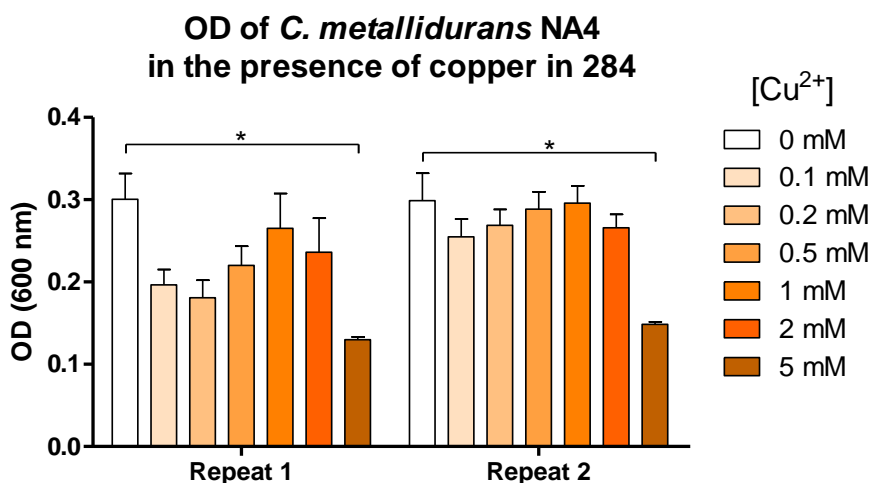 OD of C. metallidurans NA4
in the presence of copper in 284
[Cu²⁺]
0 mM
0.1 mM
0.2 mM
0.5 mM
1 mM
2 mM
5 mM
OD (600 nm)
0.4
0.3
0.2
0.1
0.0
*
*
Repeat 1
Repeat 2